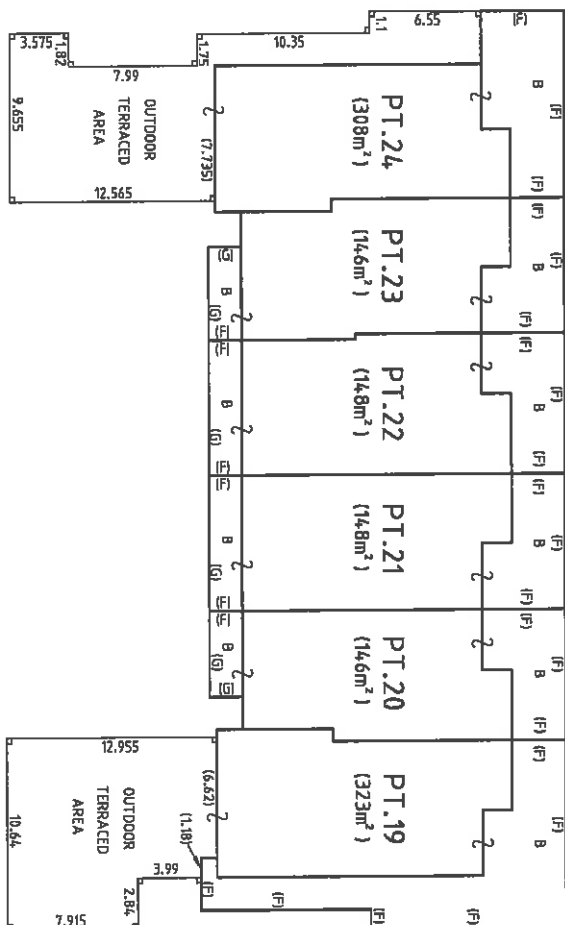 6.55
(F)
1.1
10.35
1.75
3.575
1.82
7.99
9.655
OUTDOOR
TERRACED
AREA
12.565
(7.735)
PT.24
(308m²)
B
(F)
(F)
(F)
PT.23
(146m²)
B
(F)
(F)
(G)
B
(G)
(F)
PT.22
(148m²)
B
(F)
(F)
(F)
B
(G)
(F)
PT.21
(148m²)
B
(F)
(F)
(F)
(F)
B
(G)
(F)
PT.20
(146m²)
B
(F)
(F)
(F)
(F)
B
(G)
(G)
PT.19
(323m²)
B
(F)
(F)
12.955
(6.62)
(1.18)
OUTDOOR
TERRACED
AREA
10.64
3.99
2.84
7.915
(F)
(F)
(F)
(F)